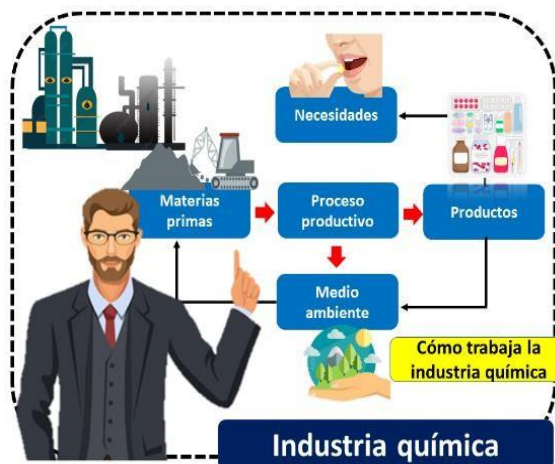 Necesidades
Materias
primas
Proceso
productivo
Productos
Medio
ambiente
Cómo trabaja la
industria química
Industria química